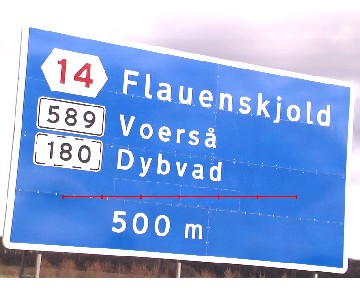 14 Flauenskjold
589 Voerså
180 Dybvad
500 m